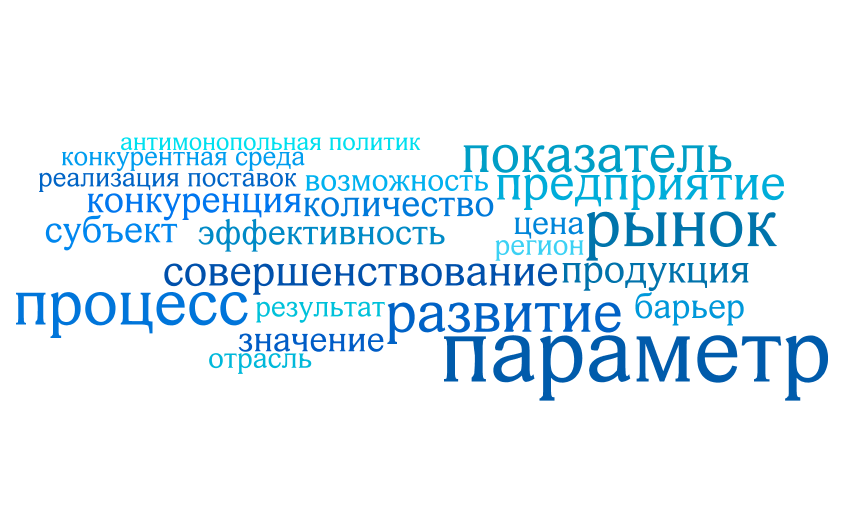 антимонопольная политик
конкурентная среда
показатель
реализация поставок
возможность
предприятие
конкуренция
количество
цена
рынок
субъект
эффективность
регион
совершенствование
продукция
процесс
результат
развитие
барьер
значение
параметр
отрасль